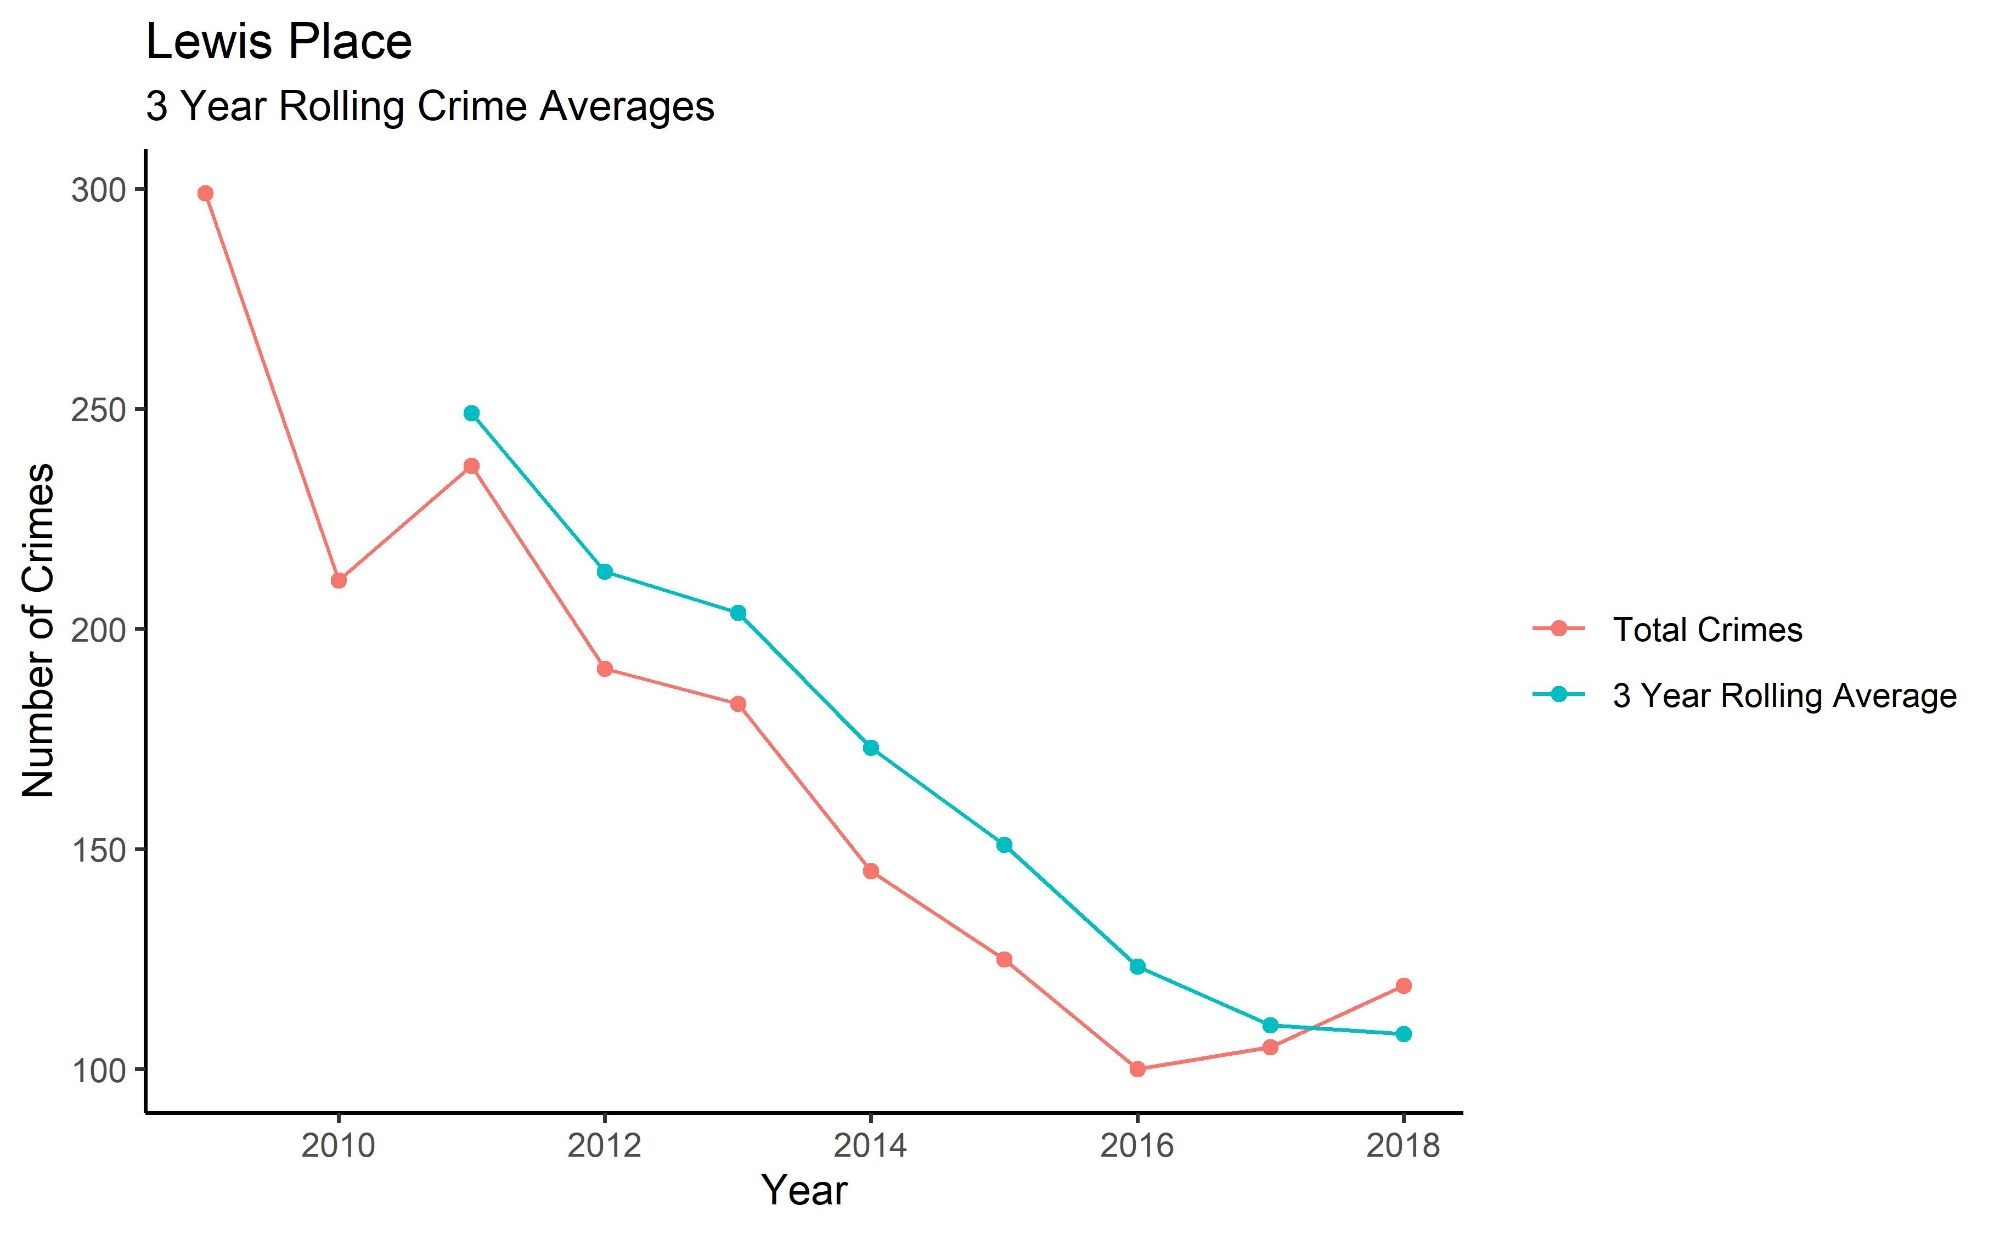 Lewis Place
3 Year Rolling Crime Averages
300
250
200
150
100
Number of Crimes
2010
2012
2014
2016
2018
Year
Total Crimes
3 Year Rolling Average